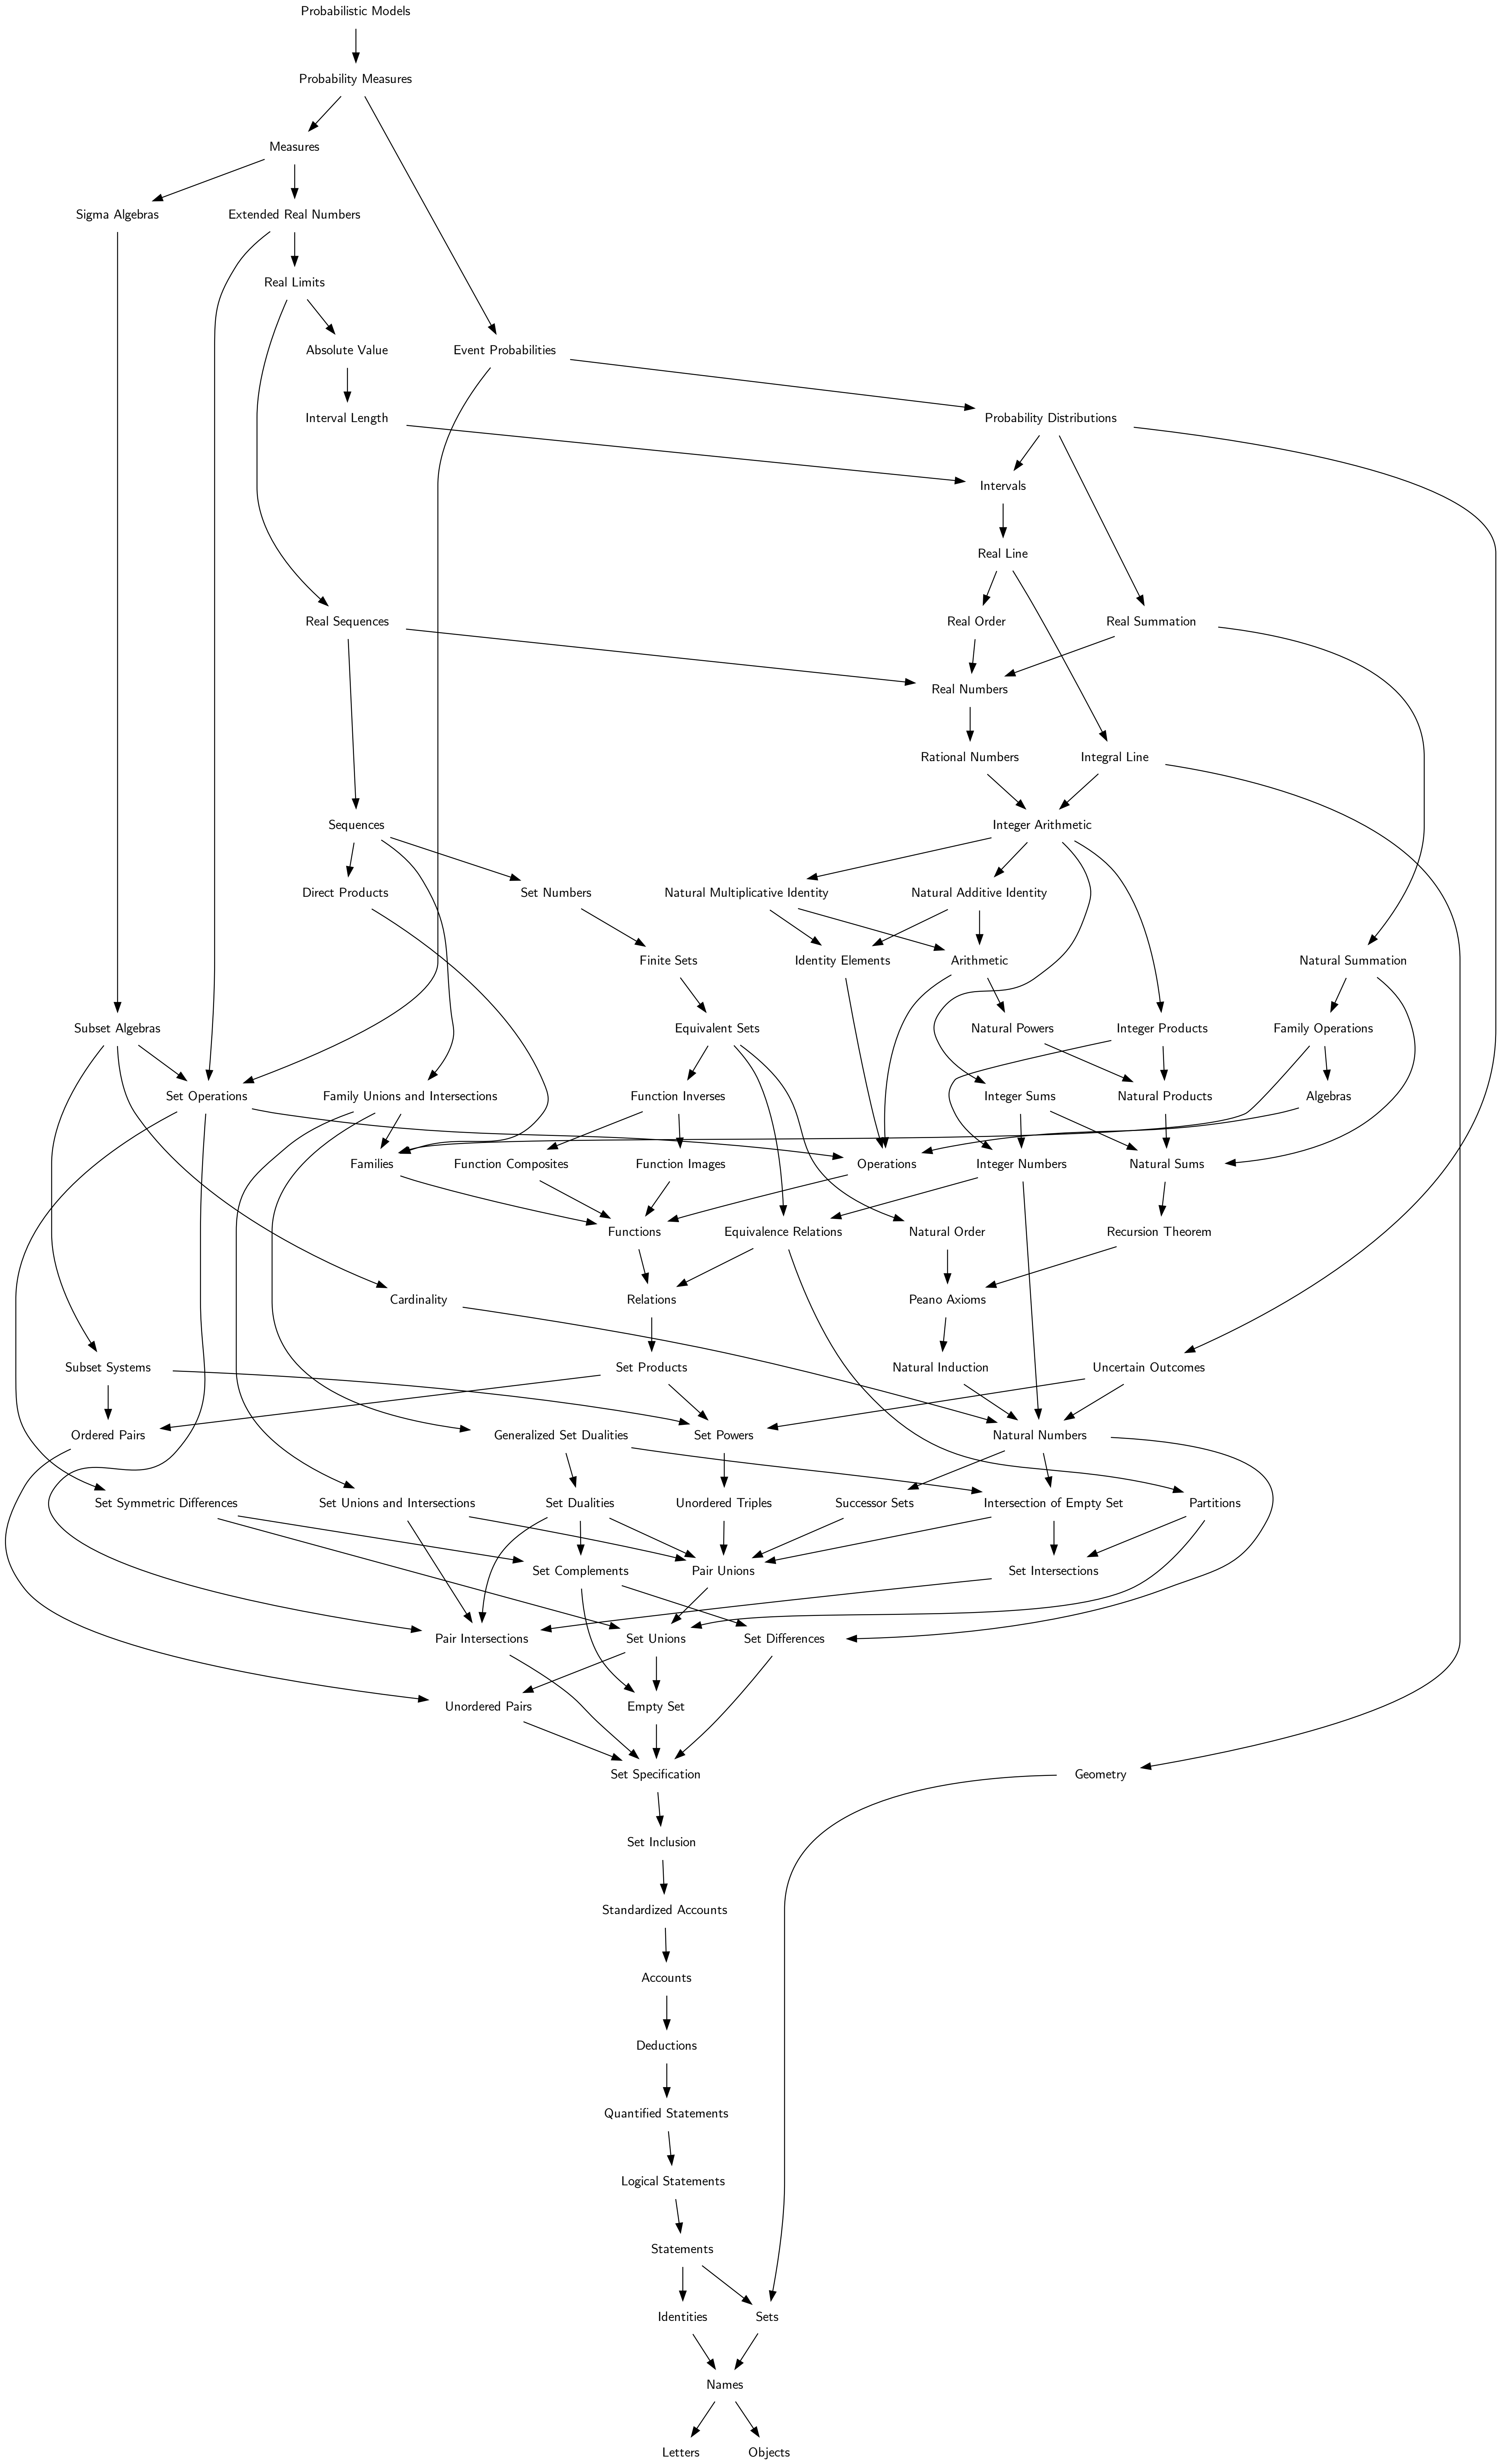 Probabilistic Models
Probability Measures
Measures
Sigma Algebras
Extended Real Numbers
Real Limits
Absolute Value
Event Probabilities
Interval Length
Probability Distributions
Intervals
Real Line
Real Sequences
Real Order
Real Summation
Real Numbers
Rational Numbers
Integral Line
Sequences
Integer Arithmetic
Direct Products
Set Numbers
Natural Multiplicative Identity
Natural Additive Identity
Finite Sets
Identity Elements
Arithmetic
Natural Summation
Subset Algebras
Equivalent Sets
Natural Powers
Integer Products
Family Operations
Set Operations
Family Unions and Intersections
Function Inverses
Integer Sums
Natural Products
Algebras
Families
Function Composites
Function Images
Operations
Integer Numbers
Natural Sums
Functions
Equivalence Relations
Natural Order
Recursion Theorem
Cardinality
Relations
Peano Axioms
Subset Systems
Set Products
Natural Induction
Uncertain Outcomes
Ordered Pairs
Generalized Set Dualities
Set Powers
Natural Numbers
Set Symmetric Differences
Set Unions and Intersections
Set Dualities
Unordered Triples
Successor Sets
Intersection of Empty Set
Partitions
Set Complements
Pair Unions
Set Intersections
Pair Intersections
Set Unions
Set Differences
Unordered Pairs
Empty Set
Set Specification
Geometry
Set Inclusion
Standardized Accounts
Accounts
Deductions
Quantified Statements
Logical Statements
Statements
Identities
Sets
Names
Letters
Objects